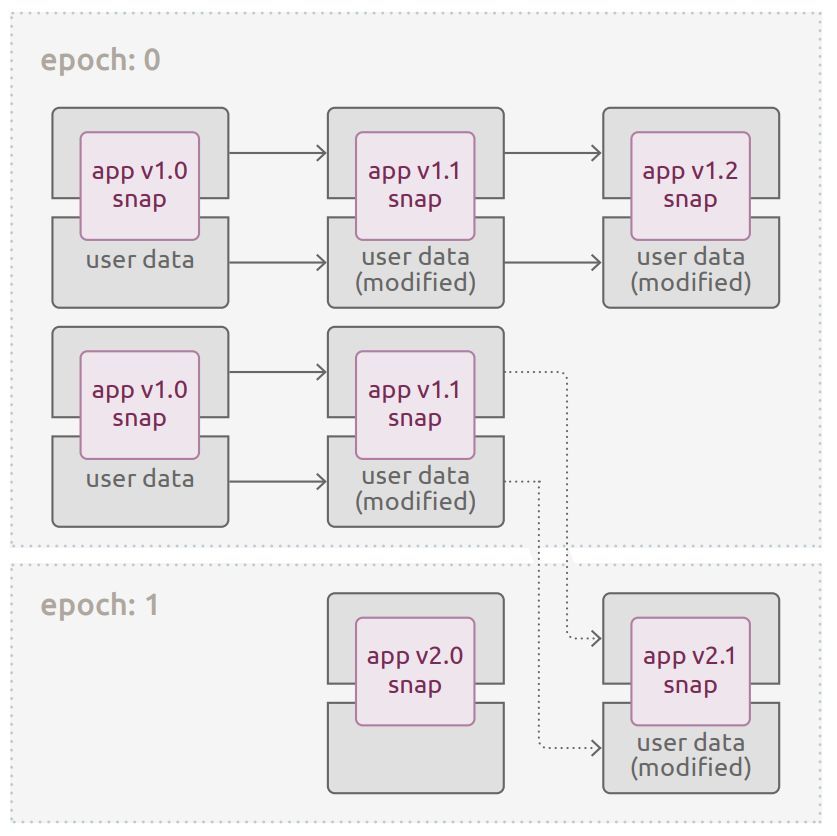 epoch: 0
app v1.0
snap
user data
app v1.1
snap
user data
(modified)
app v1.2
snap
user data
(modified)
app v1.0
snap
user data
app v1.1
snap
user data
(modified)
epoch: 1
app v2.0
snap
app v2.1
snap
user data
(modified)